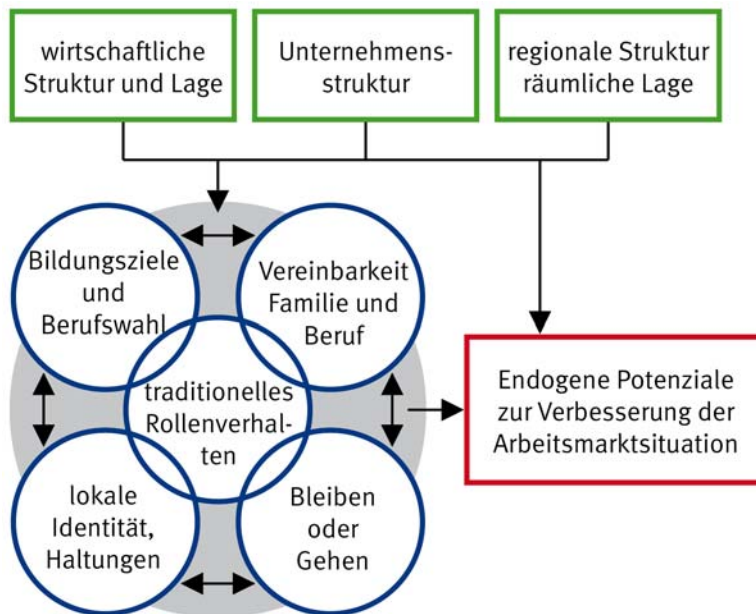 wirtschaftliche
Struktur und Lage
Unternehmens-
struktur
regionale Struktur
räumliche Lage
Bildungsziele
und
Berufswahl
Vereinbarkeit
Familie und
Beruf
traditionelles
Rollenverhal-
ten
Endogene Potenziale
zur Verbesserung der
Arbeitsmarktsituation
lokale
Identität,
Haltungen
Bleiben
oder
Gehen